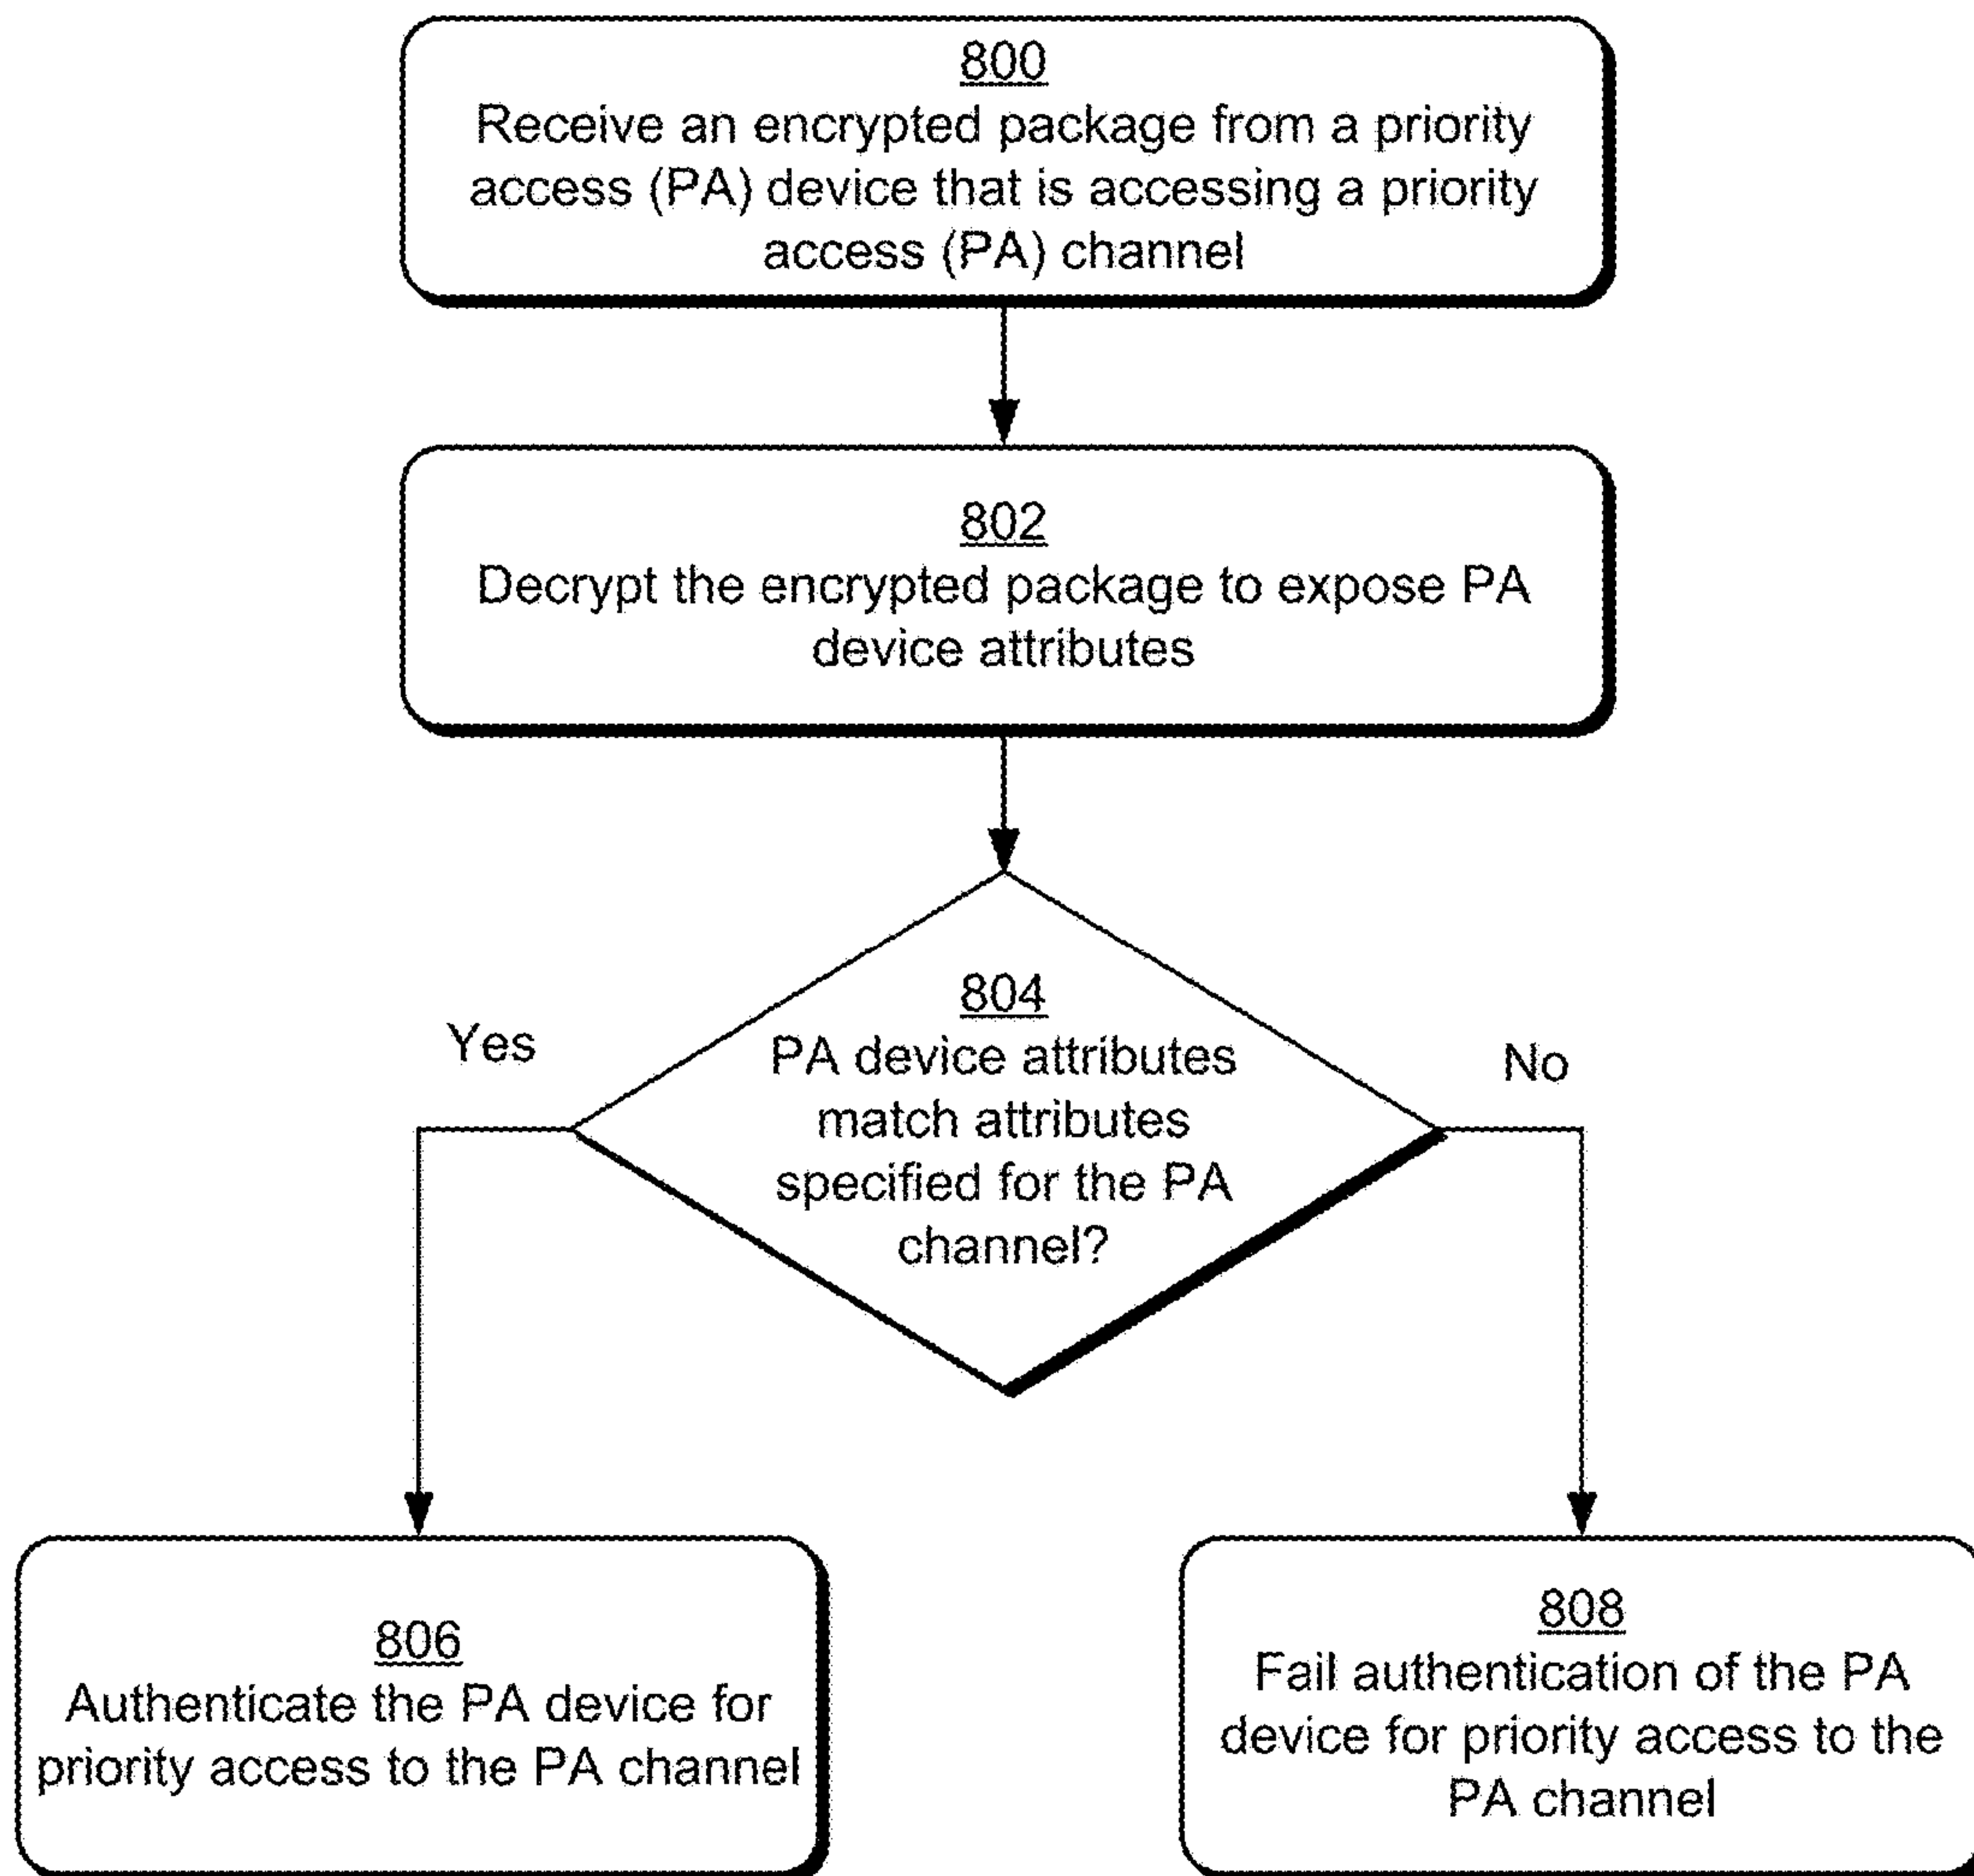 800
Receive an encrypted package from a priority
access (PA) device that is accessing a priority
access (PA) channel
802
Decrypt the encrypted package to expose PA
device attributes
804
PA device attributes
match attributes
specified for the PA
channel?
Yes
No
806
Authenticate the PA device for
priority access to the PA channel
808
Fail authentication of the PA
device for priority access to the
PA channel